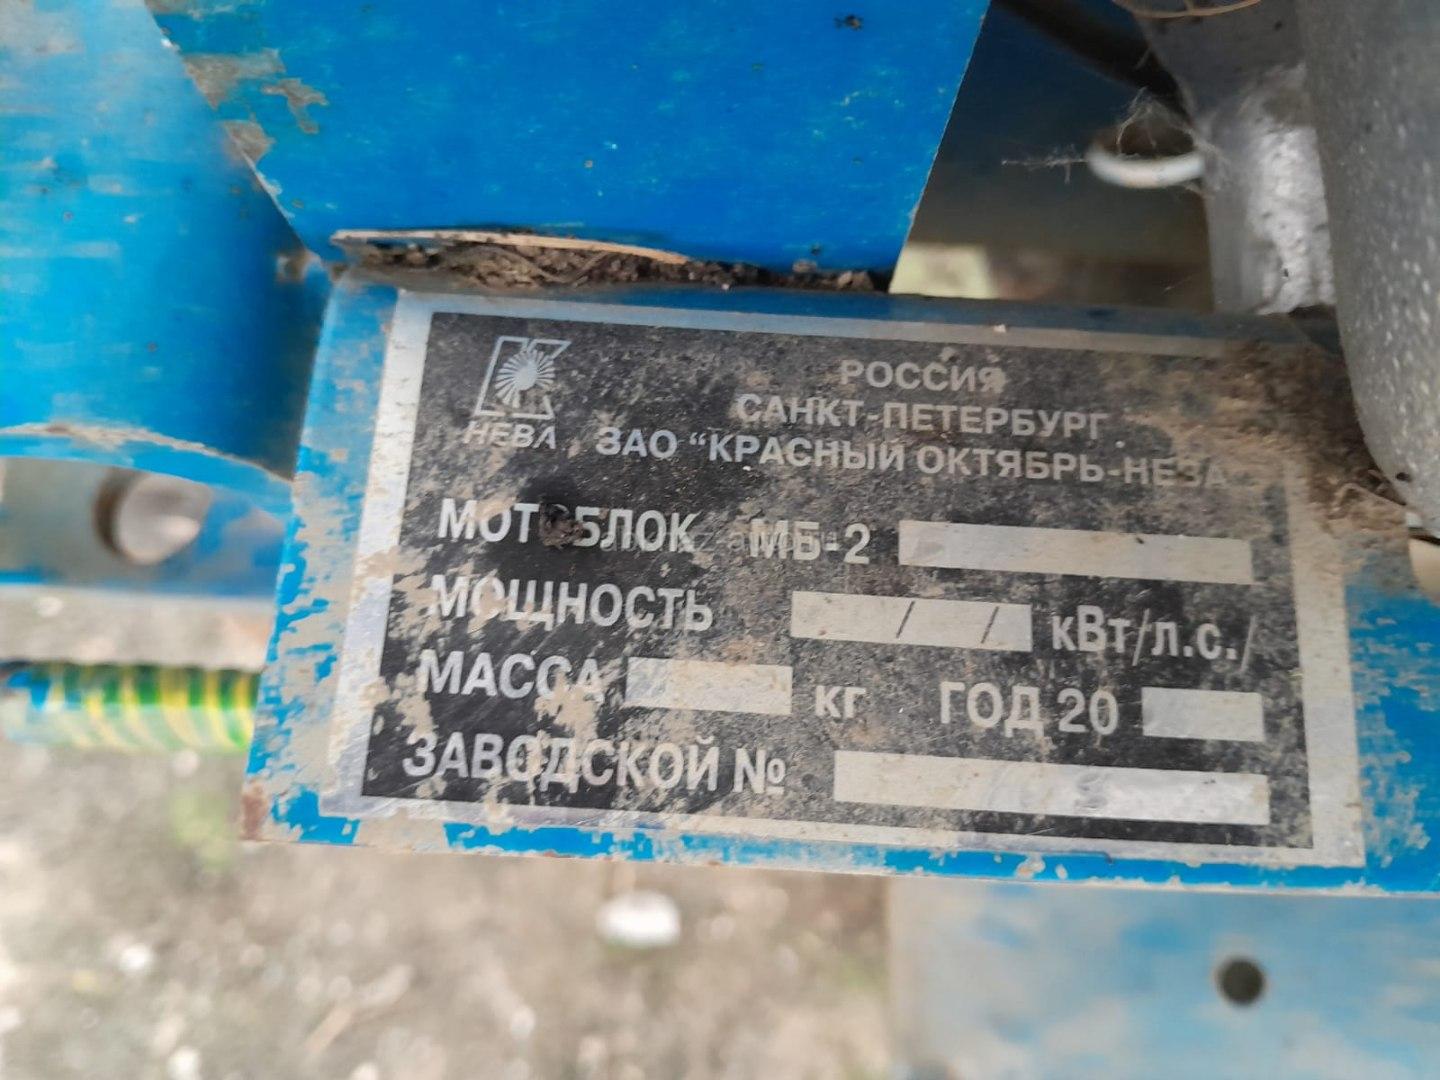 РОССИЯ
САНКТ-ПЕТЕРБУРГ
НЕВА ЗАО "КРАСНЫЙ ОКТЯБРЬ-НЕВА
МОТОБЛОК МБ-2
МОЩНОСТЬ / / кВт/л.с./
МАССА кг ГОД 20
ЗАВОДСКОЙ №